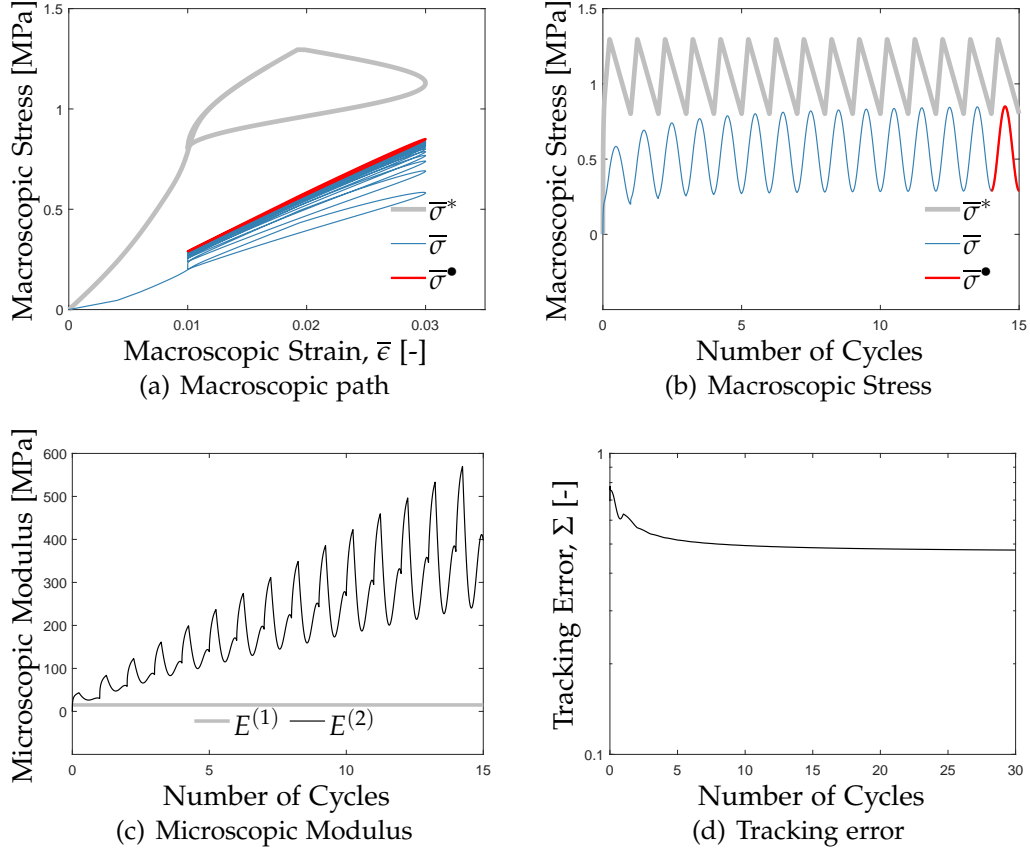 Macroscopic Stress [MPa]
1.5
1
0.5
0
0
0.01
0.02
0.03
σ̅*
σ̅
σ̅•
Macroscopic Strain, ε̅ [-]
(a) Macroscopic path
Macroscopic Stress [MPa]
1.5
1
0.5
0
0
5
10
15
σ̅*
σ̅
σ̅•
Number of Cycles
(b) Macroscopic Stress
Microscopic Modulus [MPa]
600
500
400
300
200
100
0
0
5
10
15
E(1)
E(2)
Number of Cycles
(c) Microscopic Modulus
Tracking Error, Σ [-]
1
0.1
0
5
10
15
20
25
30
Number of Cycles
(d) Tracking error